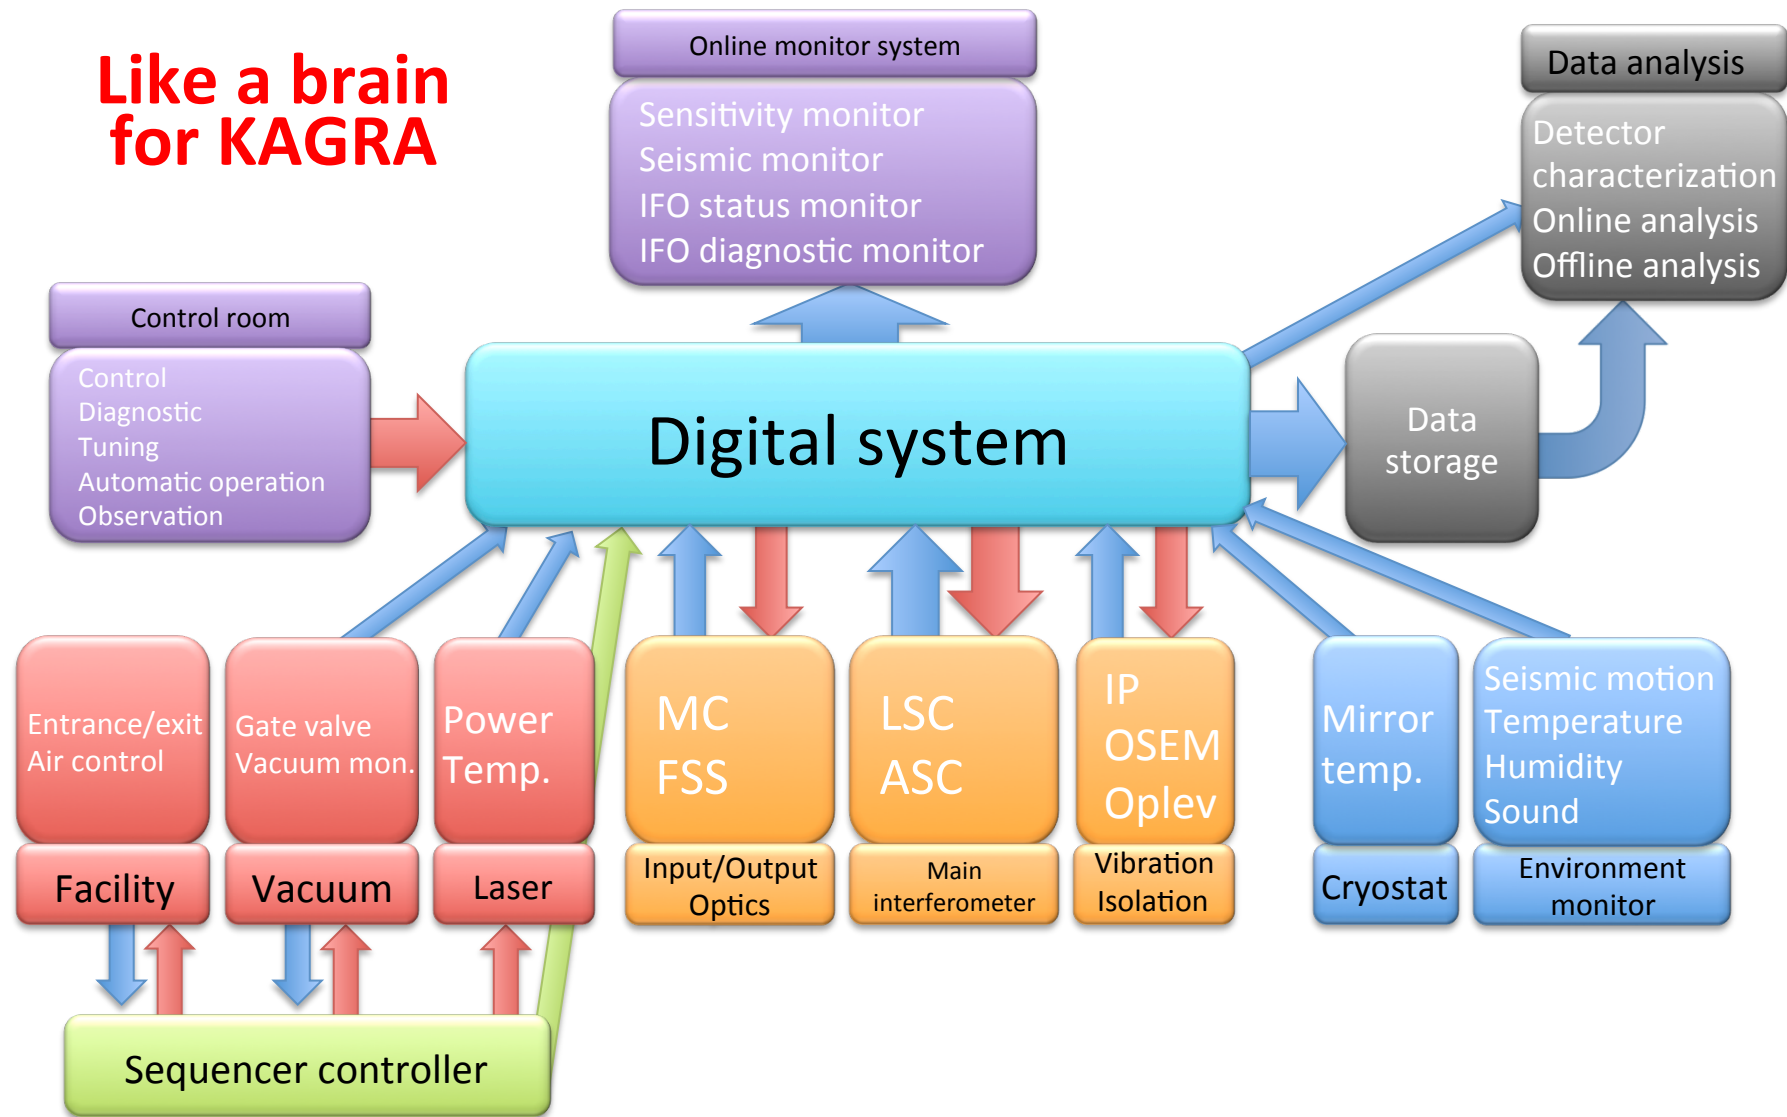 Like a brain
for KAGRA
Online monitor system
Sensitivity monitor
Seismic monitor
IFO status monitor
IFO diagnostic monitor
Data analysis
Detector
characterization
Online analysis
Offline analysis
Control room
Control
Diagnostic
Tuning
Automatic operation
Observation
Digital system
Data
storage
Entrance/exit
Air control
Facility
Gate valve
Vacuum mon.
Vacuum
Power
Temp.
Laser
MC
FSS
Input/Output
Optics
LSC
ASC
Main
interferometer
IP
OSEM
Oplev
Vibration
Isolation
Mirror
temp.
Cryostat
Seismic motion
Temperature
Humidity
Sound
Environment
monitor
Sequencer controller